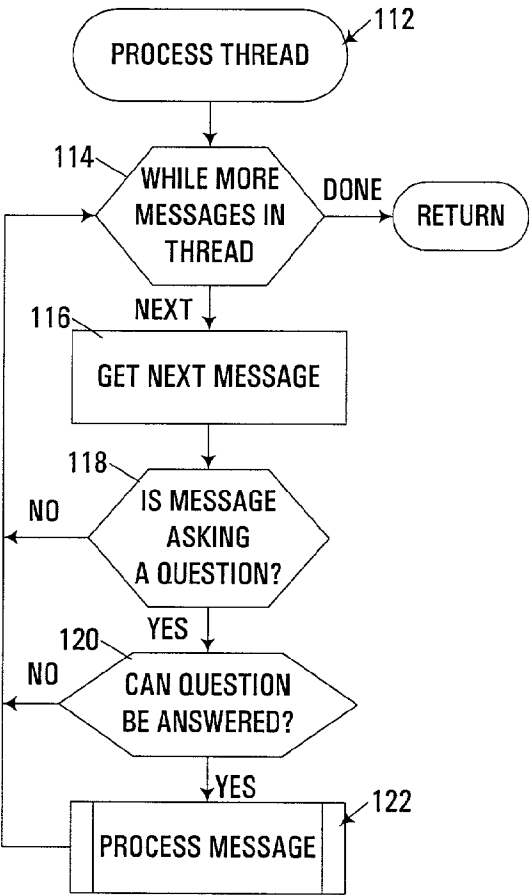 112
PROCESS THREAD
114
WHILE MORE
MESSAGES IN
THREAD
DONE
RETURN
NEXT
116
GET NEXT MESSAGE
118
IS MESSAGE
ASKING
A QUESTION?
NO
YES
120
CAN QUESTION
BE ANSWERED?
NO
YES
122
PROCESS MESSAGE